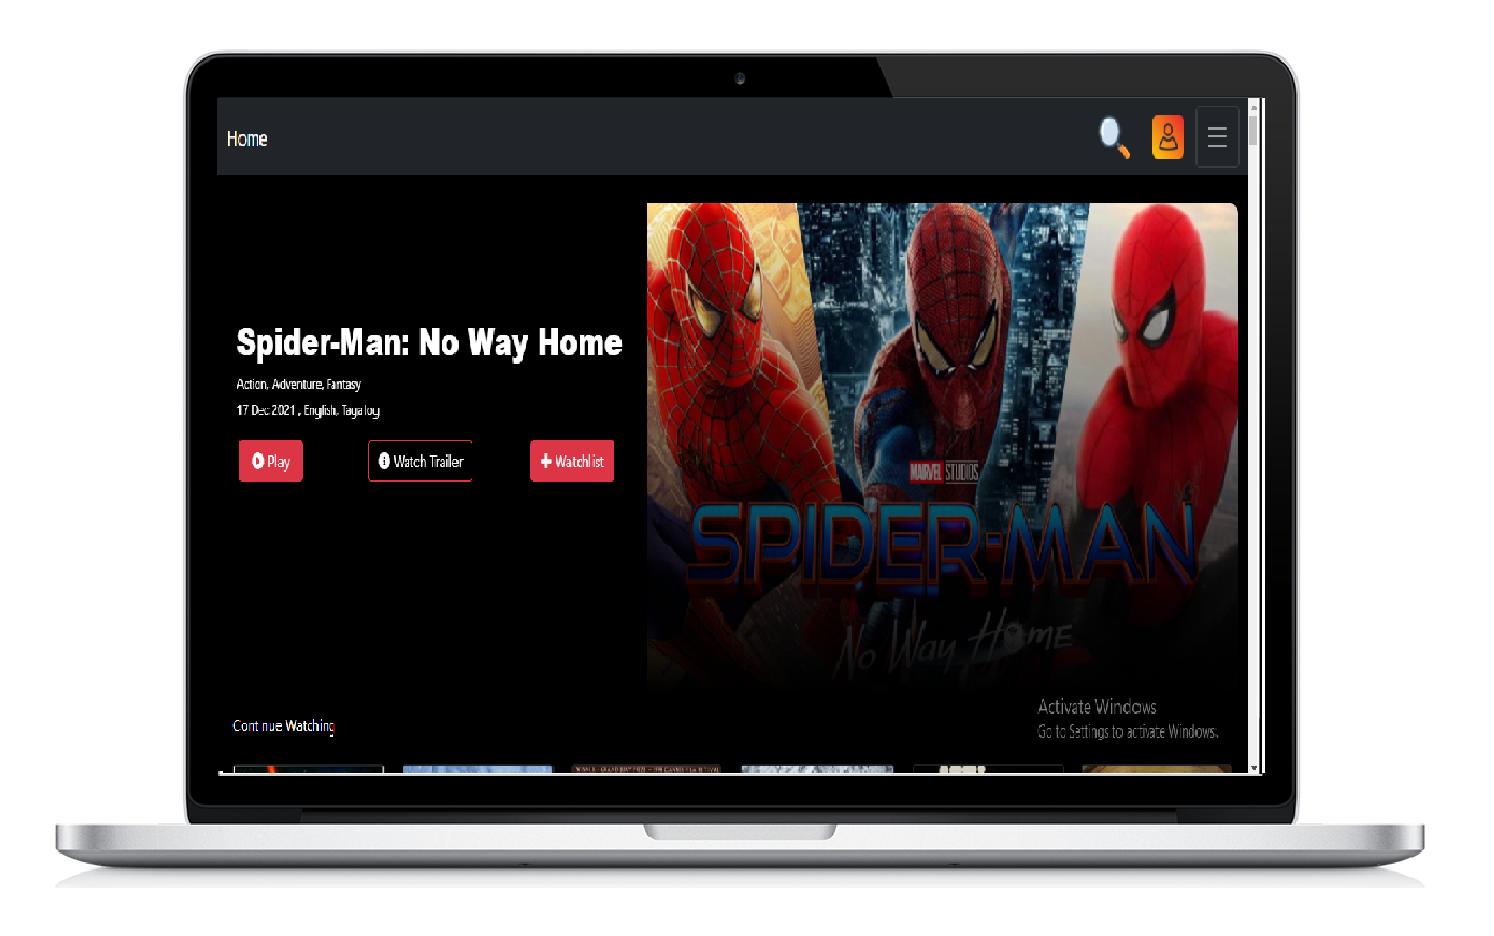 Home
Spider-Man: No Way Home
Action, Adventure, Fantasy
17 Dec 2021 , English, Tagalog
Play
Watch Trailer
Watchlist
MARVEL STUDIOS
SPIDER-MAN
No Way Home
Continue Watching
Activate Windows
Go to Settings to activate Windows.